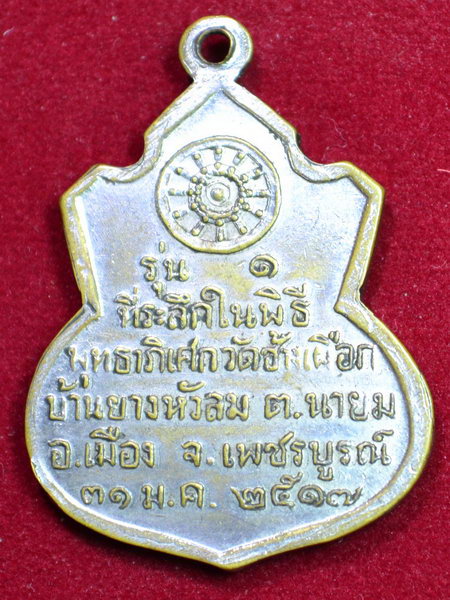 รุ่น ๑
ที่ระลึกในพิธี
พุทธาภิเศกวัดช้างเผือก
บ้านยางหัวลม ต.นายม
อ.เมือง จ.เพชรบูรณ์
๓๑ ม.ค. ๒๕๑๗